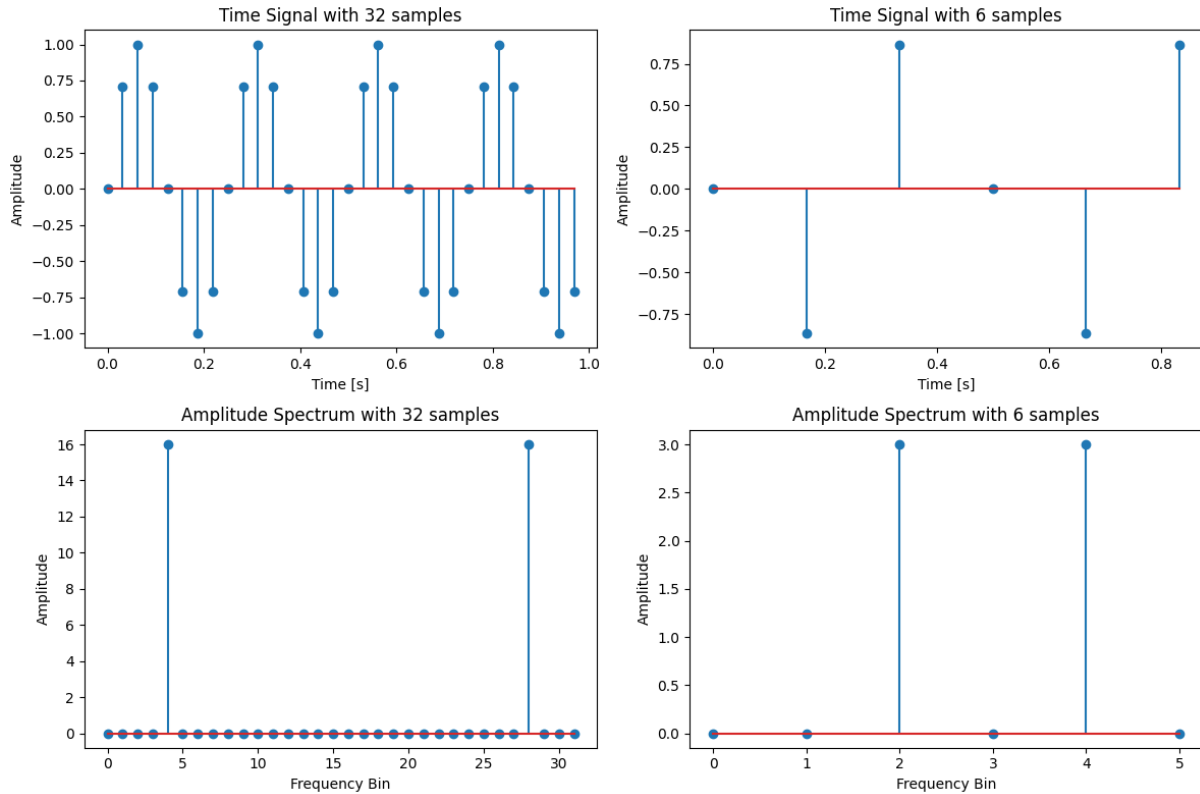 Time Signal with 32 samples
1.00
0.75
0.50
0.25
0.00
−0.25
−0.50
−0.75
−1.00
Amplitude
0.0 0.2 0.4 0.6 0.8 1.0
Time [s]
Time Signal with 6 samples
0.75
0.50
0.25
0.00
−0.25
−0.50
−0.75
Amplitude
0.0 0.2 0.4 0.6 0.8
Time [s]
Amplitude Spectrum with 32 samples
16
14
12
10
8
6
4
2
0
Amplitude
0 5 10 15 20 25 30
Frequency Bin
Amplitude Spectrum with 6 samples
3.0
2.5
2.0
1.5
1.0
0.5
0.0
Amplitude
0 1 2 3 4 5
Frequency Bin